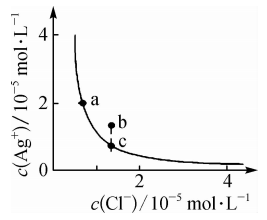 c(Ag⁺)/10⁻⁵ mol·L⁻¹
4
2
0
a
b
c
2
4
c(Cl⁻)/10⁻⁵ mol·L⁻¹